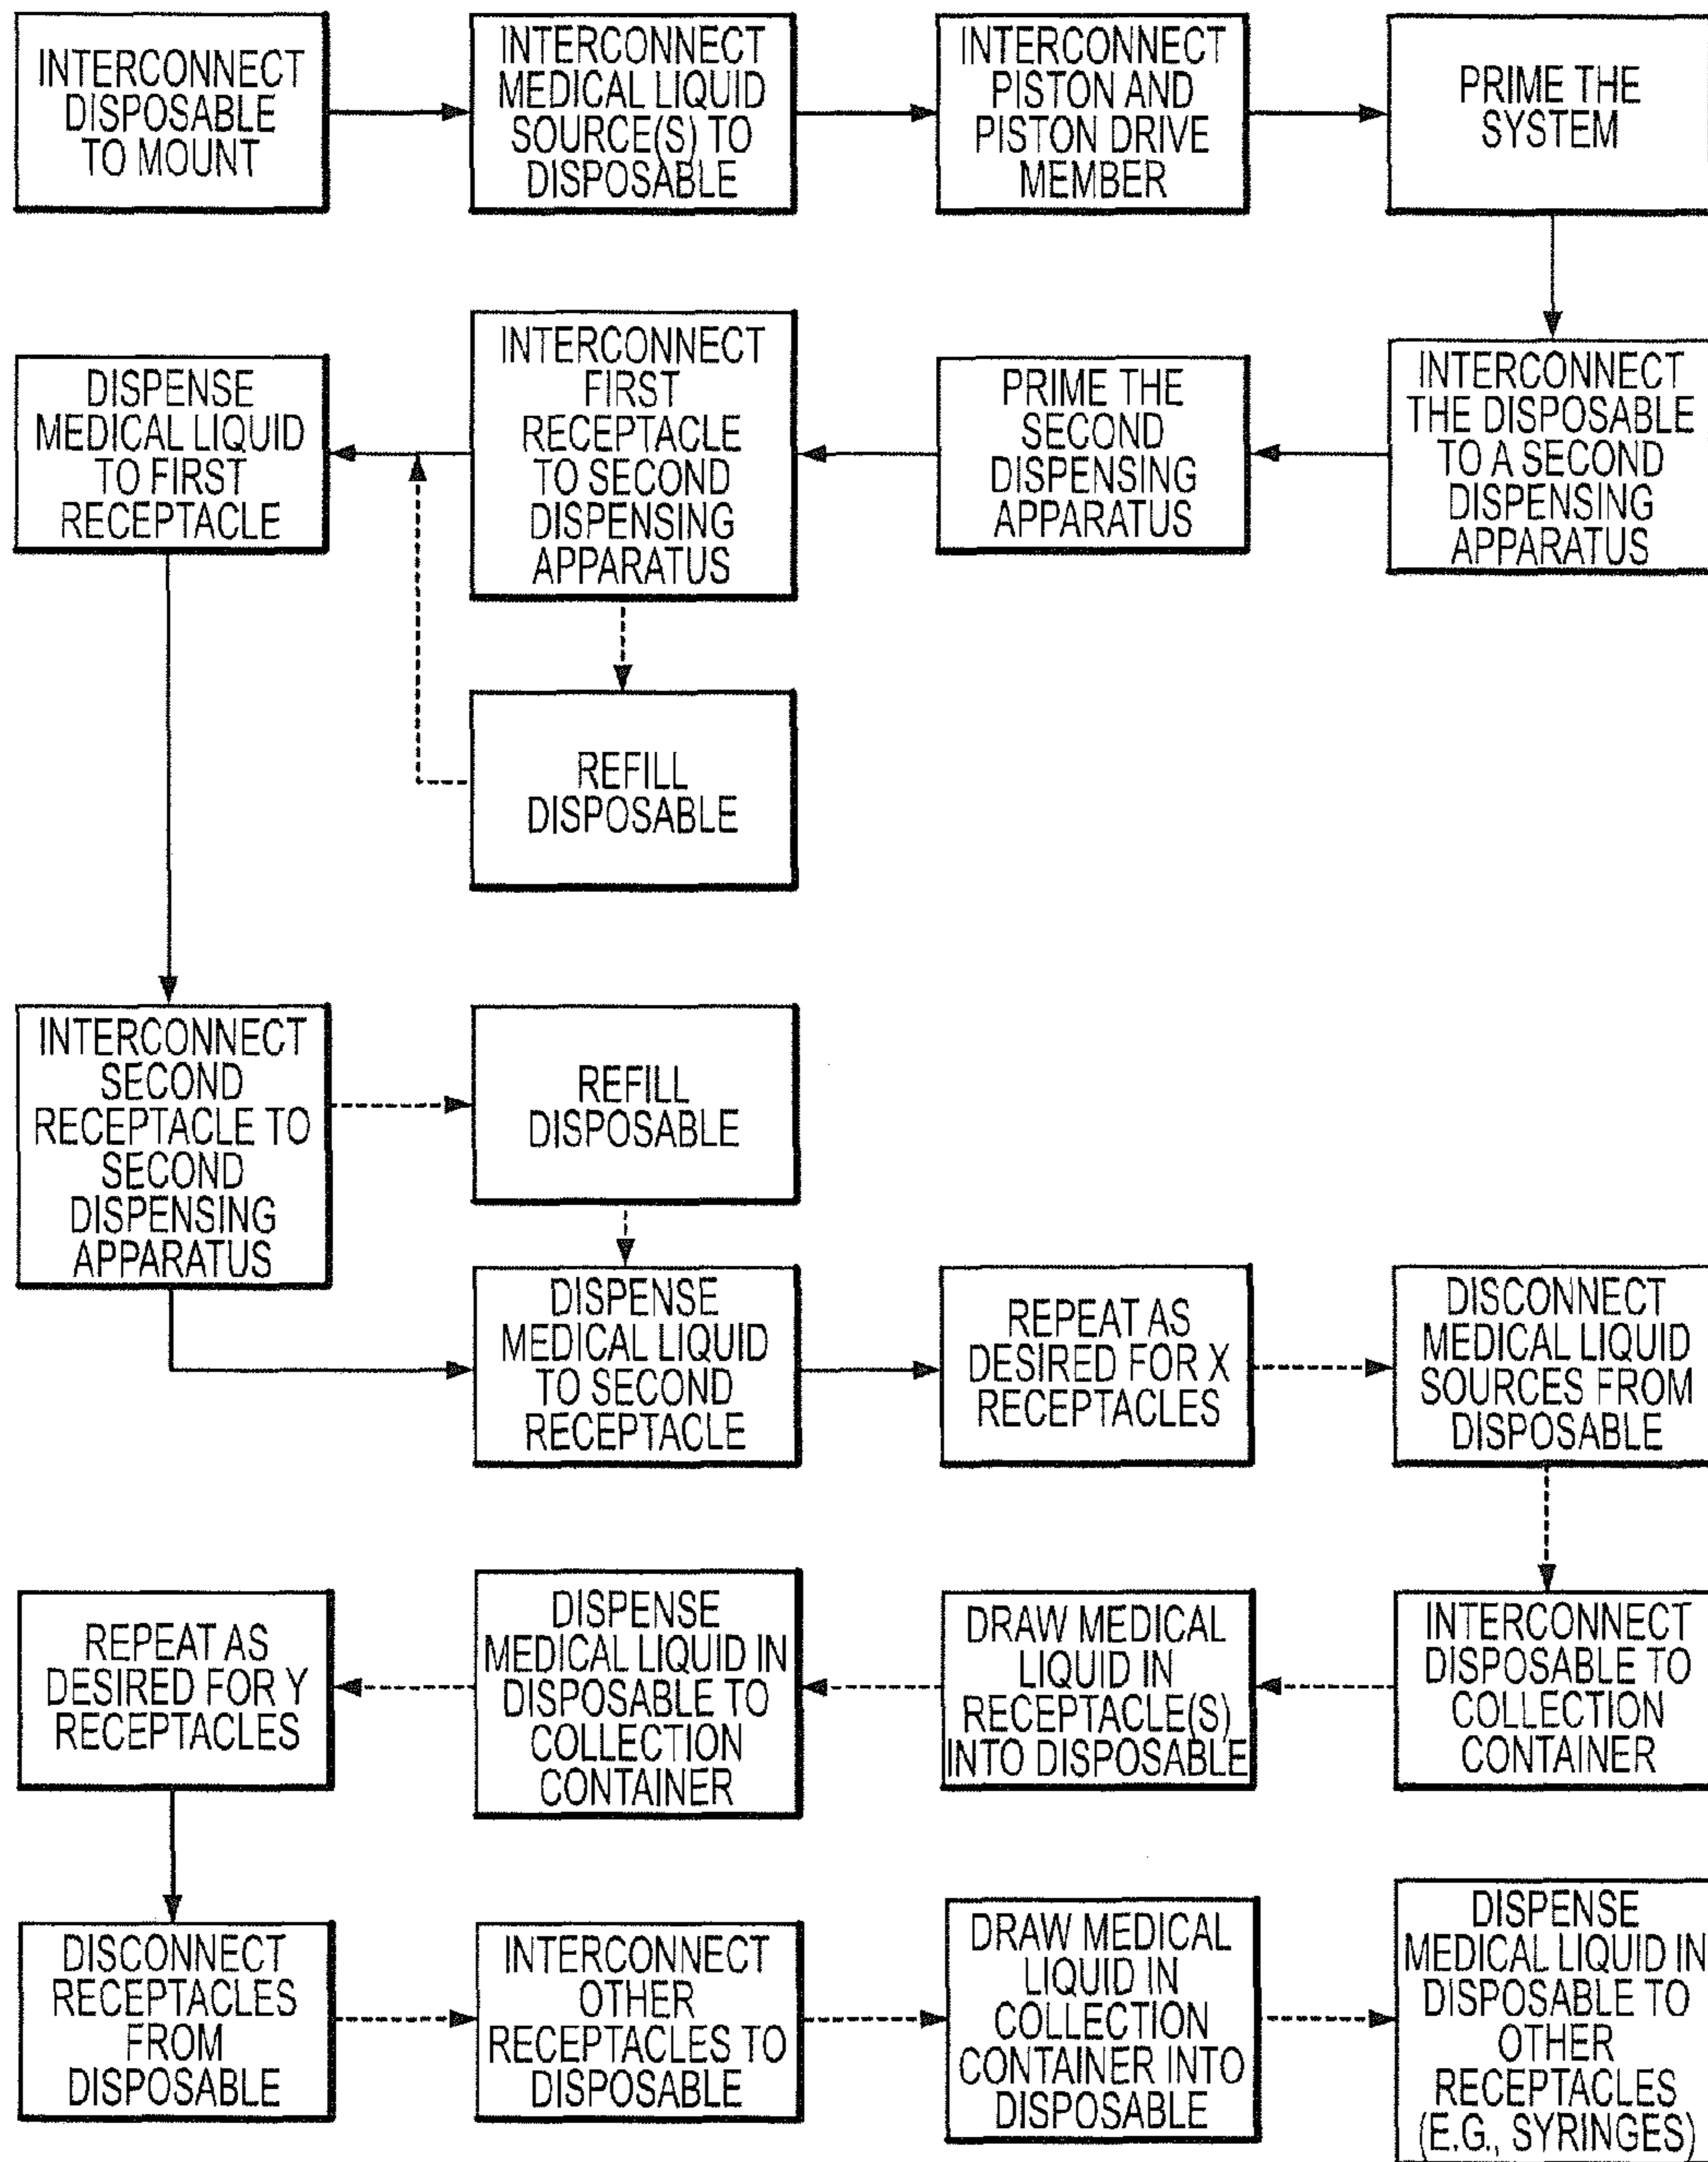 INTERCONNECT
DISPOSABLE
TO MOUNT
INTERCONNECT
MEDICAL LIQUID
SOURCE(S) TO
DISPOSABLE
INTERCONNECT
PISTON AND
PISTON DRIVE
MEMBER
PRIME THE
SYSTEM
INTERCONNECT
THE DISPOSABLE
TO A SECOND
DISPENSING
APPARATUS
PRIME THE
SECOND
DISPENSING
APPARATUS
INTERCONNECT
FIRST
RECEPTACLE
TO SECOND
DISPENSING
APPARATUS
DISPENSE
MEDICAL LIQUID
TO FIRST
RECEPTACLE
REFILL
DISPOSABLE
INTERCONNECT
SECOND
RECEPTACLE TO
SECOND
DISPENSING
APPARATUS
REFILL
DISPOSABLE
DISPENSE
MEDICAL LIQUID
TO SECOND
RECEPTACLE
REPEAT AS
DESIRED FOR X
RECEPTACLES
DISCONNECT
MEDICAL LIQUID
SOURCES FROM
DISPOSABLE
INTERCONNECT
DISPOSABLE TO
COLLECTION
CONTAINER
DRAW MEDICAL
LIQUID IN
RECEPTACLE(S)
INTO DISPOSABLE
DISPENSE
MEDICAL LIQUID IN
DISPOSABLE TO
COLLECTION
CONTAINER
REPEAT AS
DESIRED FOR Y
RECEPTACLES
DISCONNECT
RECEPTACLES
FROM
DISPOSABLE
INTERCONNECT
OTHER
RECEPTACLES TO
DISPOSABLE
DRAW MEDICAL
LIQUID IN
COLLECTION
CONTAINER INTO
DISPOSABLE
DISPENSE
MEDICAL LIQUID IN
DISPOSABLE TO
OTHER
RECEPTACLES
(E.G., SYRINGES)